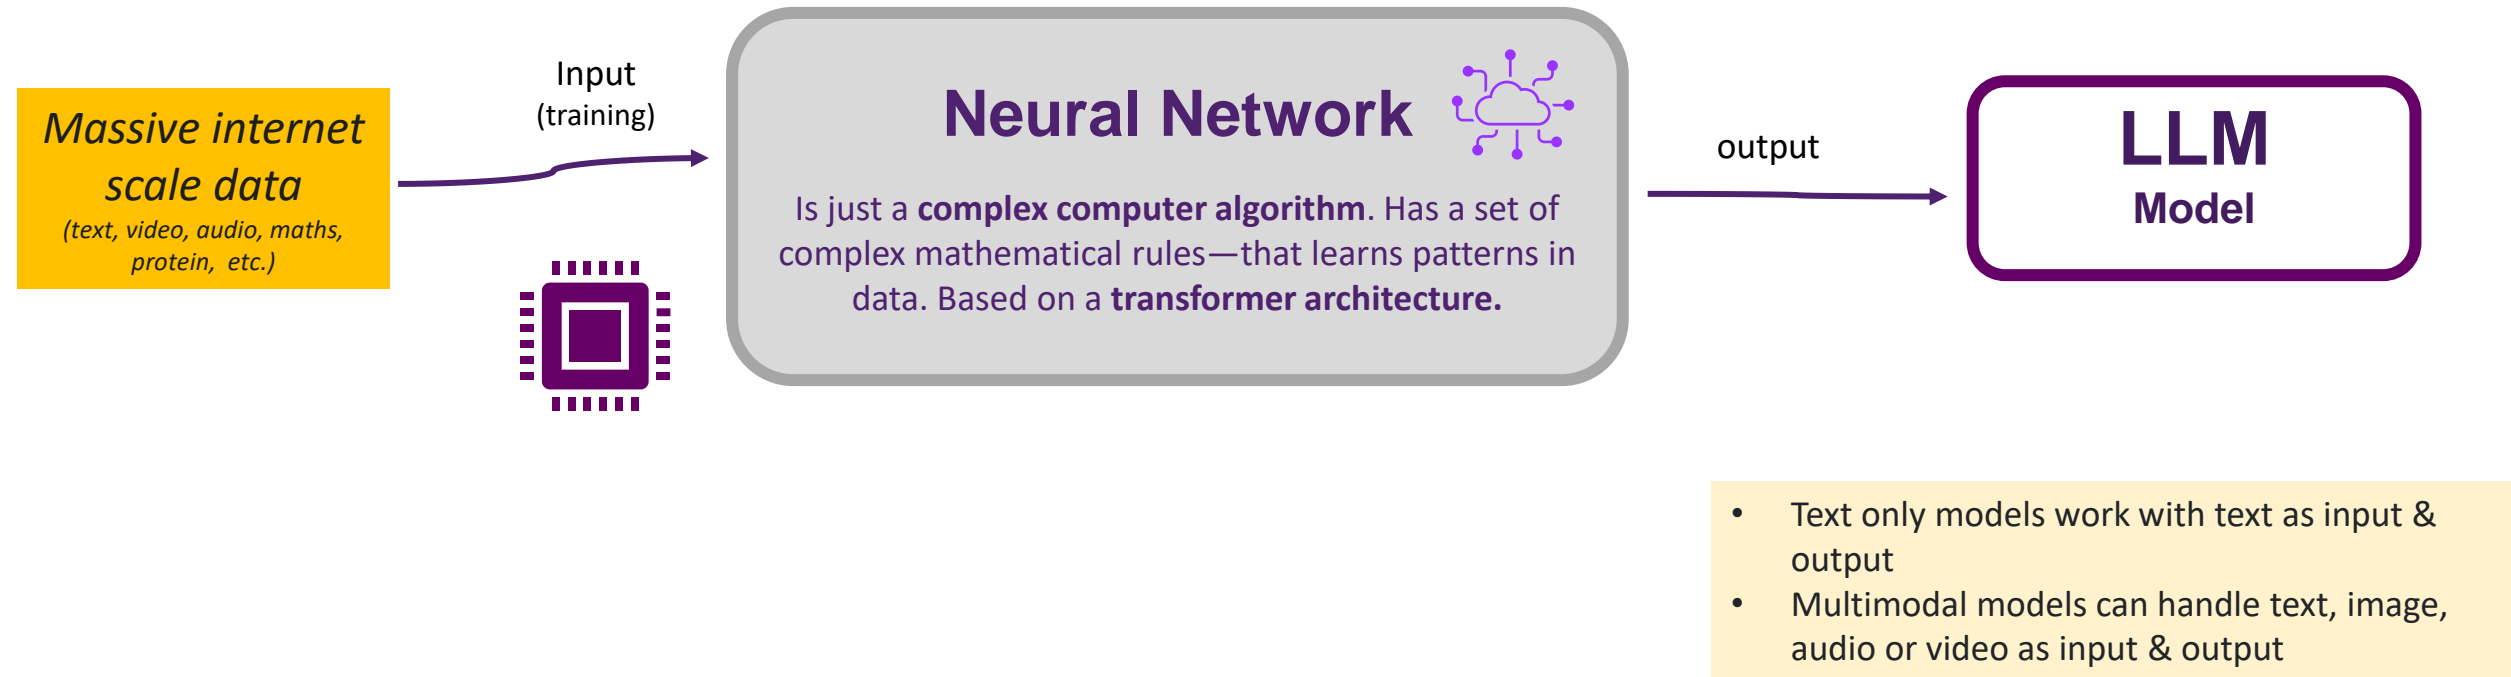 Massive internet
scale data
(text, video, audio, maths,
protein, etc.)
Input
(training)
Neural Network
Is just a complex computer algorithm. Has a set of
complex mathematical rules—that learns patterns in
data. Based on a transformer architecture.
output
LLM
Model
• Text only models work with text as input &
output
• Multimodal models can handle text, image,
audio or video as input & output